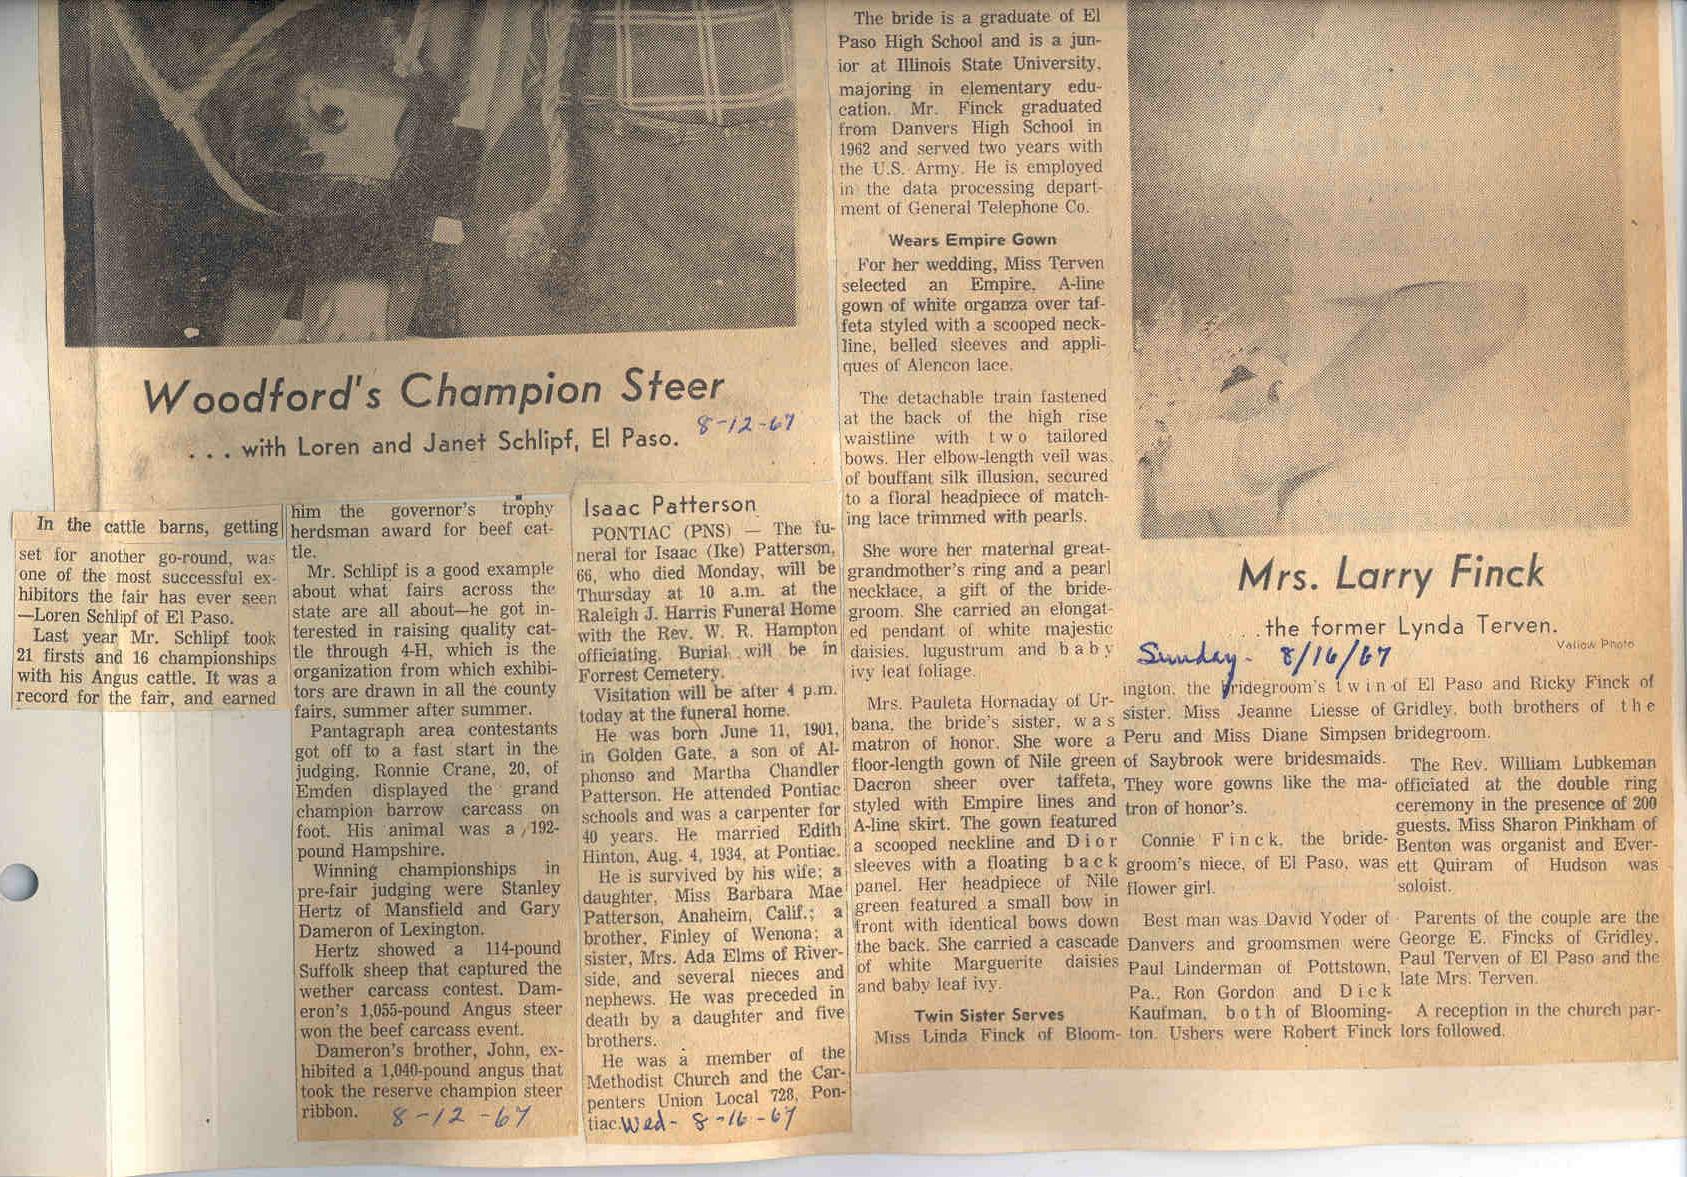 Woodford's Champion Steer
. . . with Loren and Janet Schlipf, El Paso.
8-12-67
In the cattle barns, getting
set for another go-round, was
one of the most successful ex-
hibitors the fair has ever seen
—Loren Schlipf of El Paso.
Last year Mr. Schlipf took
21 firsts and 16 championships
with his Angus cattle. It was a
record for the fair, and earned
him the governor's trophy
herdsman award for beef cat-
tle.
Mr. Schlipf is a good example
about what fairs across the
state are all about—he got in-
terested in raising quality cat-
tle through 4-H, which is the
organization from which exhibi-
tors are drawn in all the county
fairs, summer after summer.
Pantagraph area contestants
got off to a fast start in the
judging. Ronnie Crane, 20, of
Emden displayed the grand
champion barrow carcass on
foot. His animal was a 192-
pound Hampshire.
Winning championships in
pre-fair judging were Stanley
Hertz of Mansfield and Gary
Dameron of Lexington.
Hertz showed a 114-pound
Suffolk sheep that captured the
wether carcass contest. Dam-
eron's 1,055-pound Angus steer
won the beef carcass event.
Dameron's brother, John, ex-
hibited a 1,040-pound angus that
took the reserve champion steer
ribbon.
8-12-67
Isaac Patterson
PONTIAC (PNS) — The fu-
neral for Isaac (Ike) Patterson,
66, who died Monday, will be
Thursday at 10 a.m. at the
Raleigh J. Harris Funeral Home
with the Rev. W. R. Hampton
officiating. Burial will be in
Forrest Cemetery.
Visitation will be after 4 p.m.
today at the funeral home.
He was born June 11, 1901,
in Golden Gate, a son of Al-
phonso and Martha Chandler
Patterson. He attended Pontiac
schools and was a carpenter for
40 years. He married Edith
Hinton, Aug. 4, 1934, at Pontiac.
He is survived by his wife; a
daughter, Miss Barbara Mae
Patterson, Anaheim, Calif.; a
brother, Finley of Wenona; a
sister, Mrs. Ada Elms of River-
side, and several nieces and
nephews. He was preceded in
death by a daughter and five
brothers.
He was a member of the
Methodist Church and the Car-
penters Union Local 728, Pon-
tiac.
Wed- 8-16-67
The bride is a graduate of El
Paso High School and is a jun-
ior at Illinois State University,
majoring in elementary edu-
cation. Mr. Finck graduated
from Danvers High School in
1962 and served two years with
the U.S. Army. He is employed
in the data processing depart-
ment of General Telephone Co.
Wears Empire Gown
For her wedding, Miss Terven
selected an Empire, A-line
gown of white organza over taf-
feta styled with a scooped neck-
line, belled sleeves and appli-
ques of Alencon lace.
The detachable train fastened
at the back of the high rise
waistline with two tailored
bows. Her elbow-length veil was
of bouffant silk illusion, secured
to a floral headpiece of match-
ing lace trimmed with pearls.
She wore her maternal great-
grandmother's ring and a pearl
necklace, a gift of the bride-
groom. She carried an elongat-
ed pendant of white majestic
daisies, lugustrum and baby
ivy leaf foliage.
Mrs. Pauleta Hornaday of Ur-
bana, the bride's sister, was
matron of honor. She wore a
floor-length gown of Nile green
Dacron sheer over taffeta,
styled with Empire lines and
A-line skirt. The gown featured
a scooped neckline and Dior
sleeves with a floating back
panel. Her headpiece of Nile
green featured a small bow in
front with identical bows down
the back. She carried a cascade
of white Marguerite daisies
and baby leaf ivy.
Twin Sister Serves
Miss Linda Finck of Bloom-
Mrs. Larry Finck
. . .the former Lynda Terven.
Vallow Photo
Sunday- 8/16/67
ington, the bridegroom's twin
sister, Miss Jeanne Liesse of
Peru and Miss Diane Simpsen
of Saybrook were bridesmaids.
They wore gowns like the ma-
tron of honor's.
Connie Finck, the bride-
groom's niece, of El Paso, was
flower girl.
Best man was David Yoder of
Danvers and groomsmen were
Paul Linderman of Pottstown,
Pa., Ron Gordon and Dick
Kaufman, both of Blooming-
ton. Ushers were Robert Finck
of El Paso and Ricky Finck of
Gridley, both brothers of the
bridegroom.
The Rev. William Lubkeman
officiated at the double ring
ceremony in the presence of 200
guests. Miss Sharon Pinkham of
Benton was organist and Ever-
ett Quiram of Hudson was
soloist.
Parents of the couple are the
George E. Fincks of Gridley,
Paul Terven of El Paso and the
late Mrs. Terven.
A reception in the church par-
lors followed.